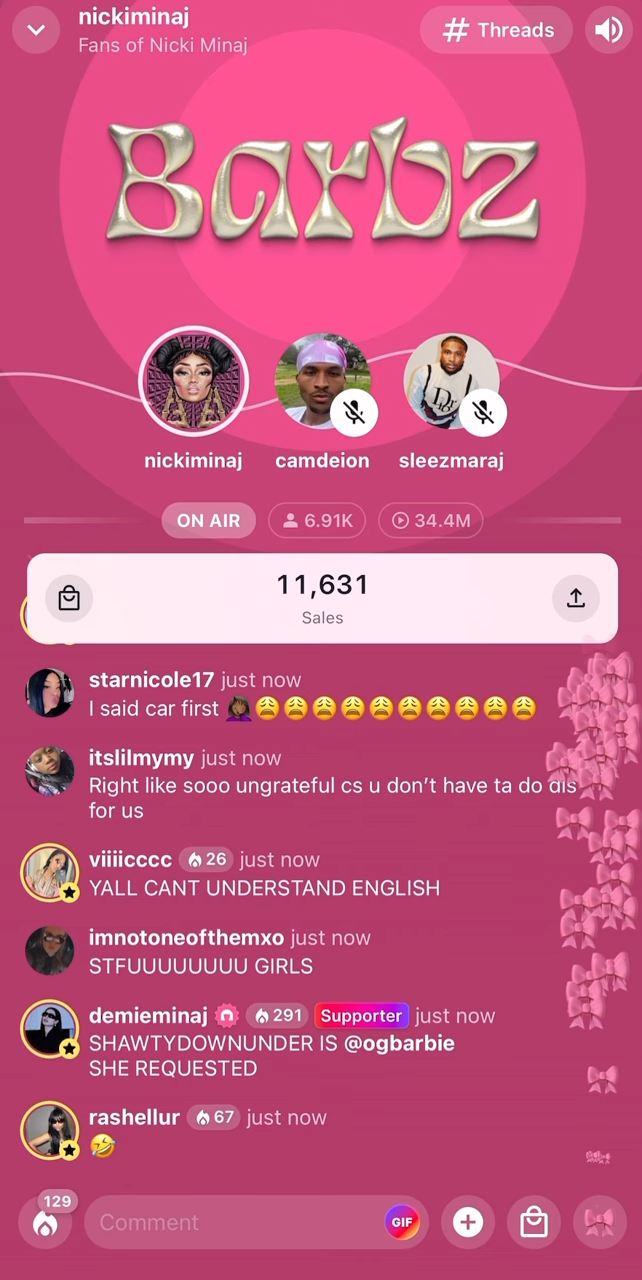 nickiminaj
Fans of Nicki Minaj
# Threads
Barbz
nickiminaj camdeion sleezmaraj
ON AIR 6.91K 34.4M
11,631
Sales
starnicole17 just now
I said car first 🤦🏾‍♀️😩😩😩😩😩😩😩😩😩😩
itslilmymy just now
Right like sooo ungrateful cs u don't have ta do dis
for us
viiicccc 26 just now
YALL CANT UNDERSTAND ENGLISH
imnotoneofthemxo just now
STFUUUUUUUU GIRLS
demieminaj 291 Supporter just now
SHAWTYDOWNUNDER IS @ogbarbie
SHE REQUESTED
rashellur 67 just now
🤣
129
Comment GIF